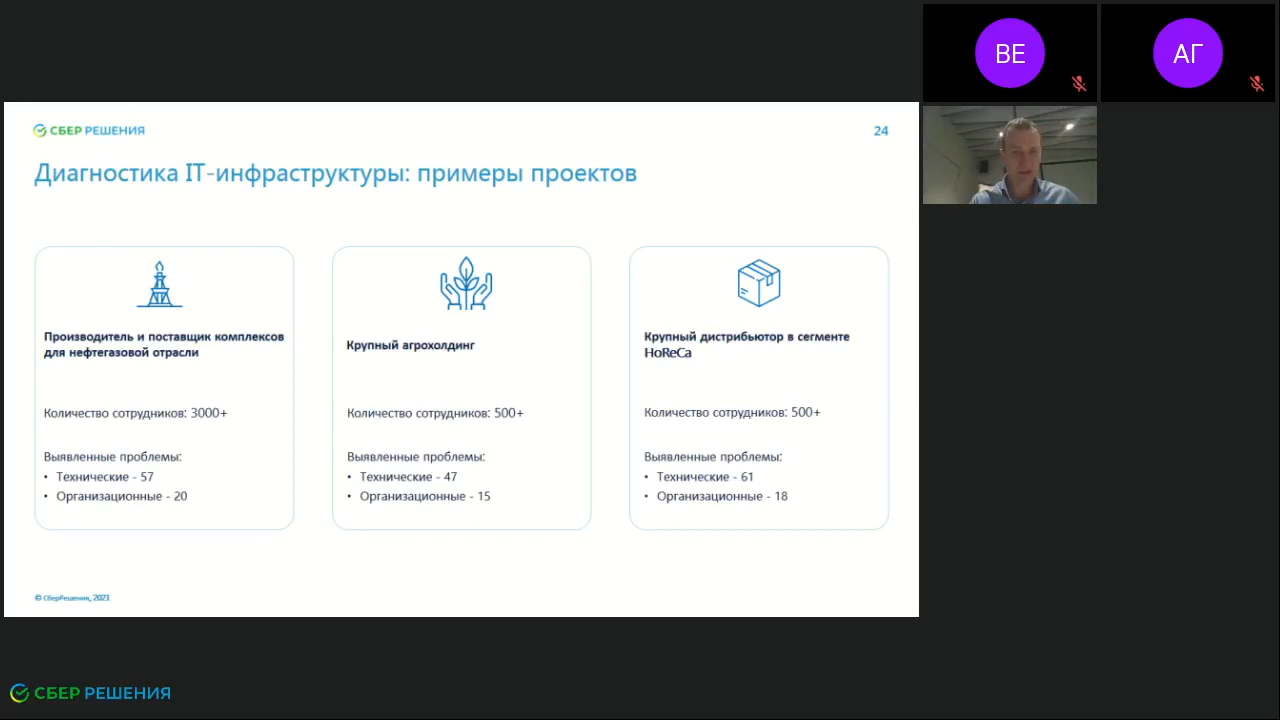 ВЕ
АГ
СБЕР РЕШЕНИЯ
24
Диагностика IT-инфраструктуры: примеры проектов
Производитель и поставщик комплексов
для нефтегазовой отрасли
Количество сотрудников: 3000+
Выявленные проблемы:
• Технические - 57
• Организационные - 20
Крупный агрохолдинг
Количество сотрудников: 500+
Выявленные проблемы:
• Технические - 47
• Организационные - 15
Крупный дистрибьютор в сегменте
HoReCa
Количество сотрудников: 500+
Выявленные проблемы:
• Технические - 61
• Организационные - 18
© СберРешения, 2021
СБЕР РЕШЕНИЯ